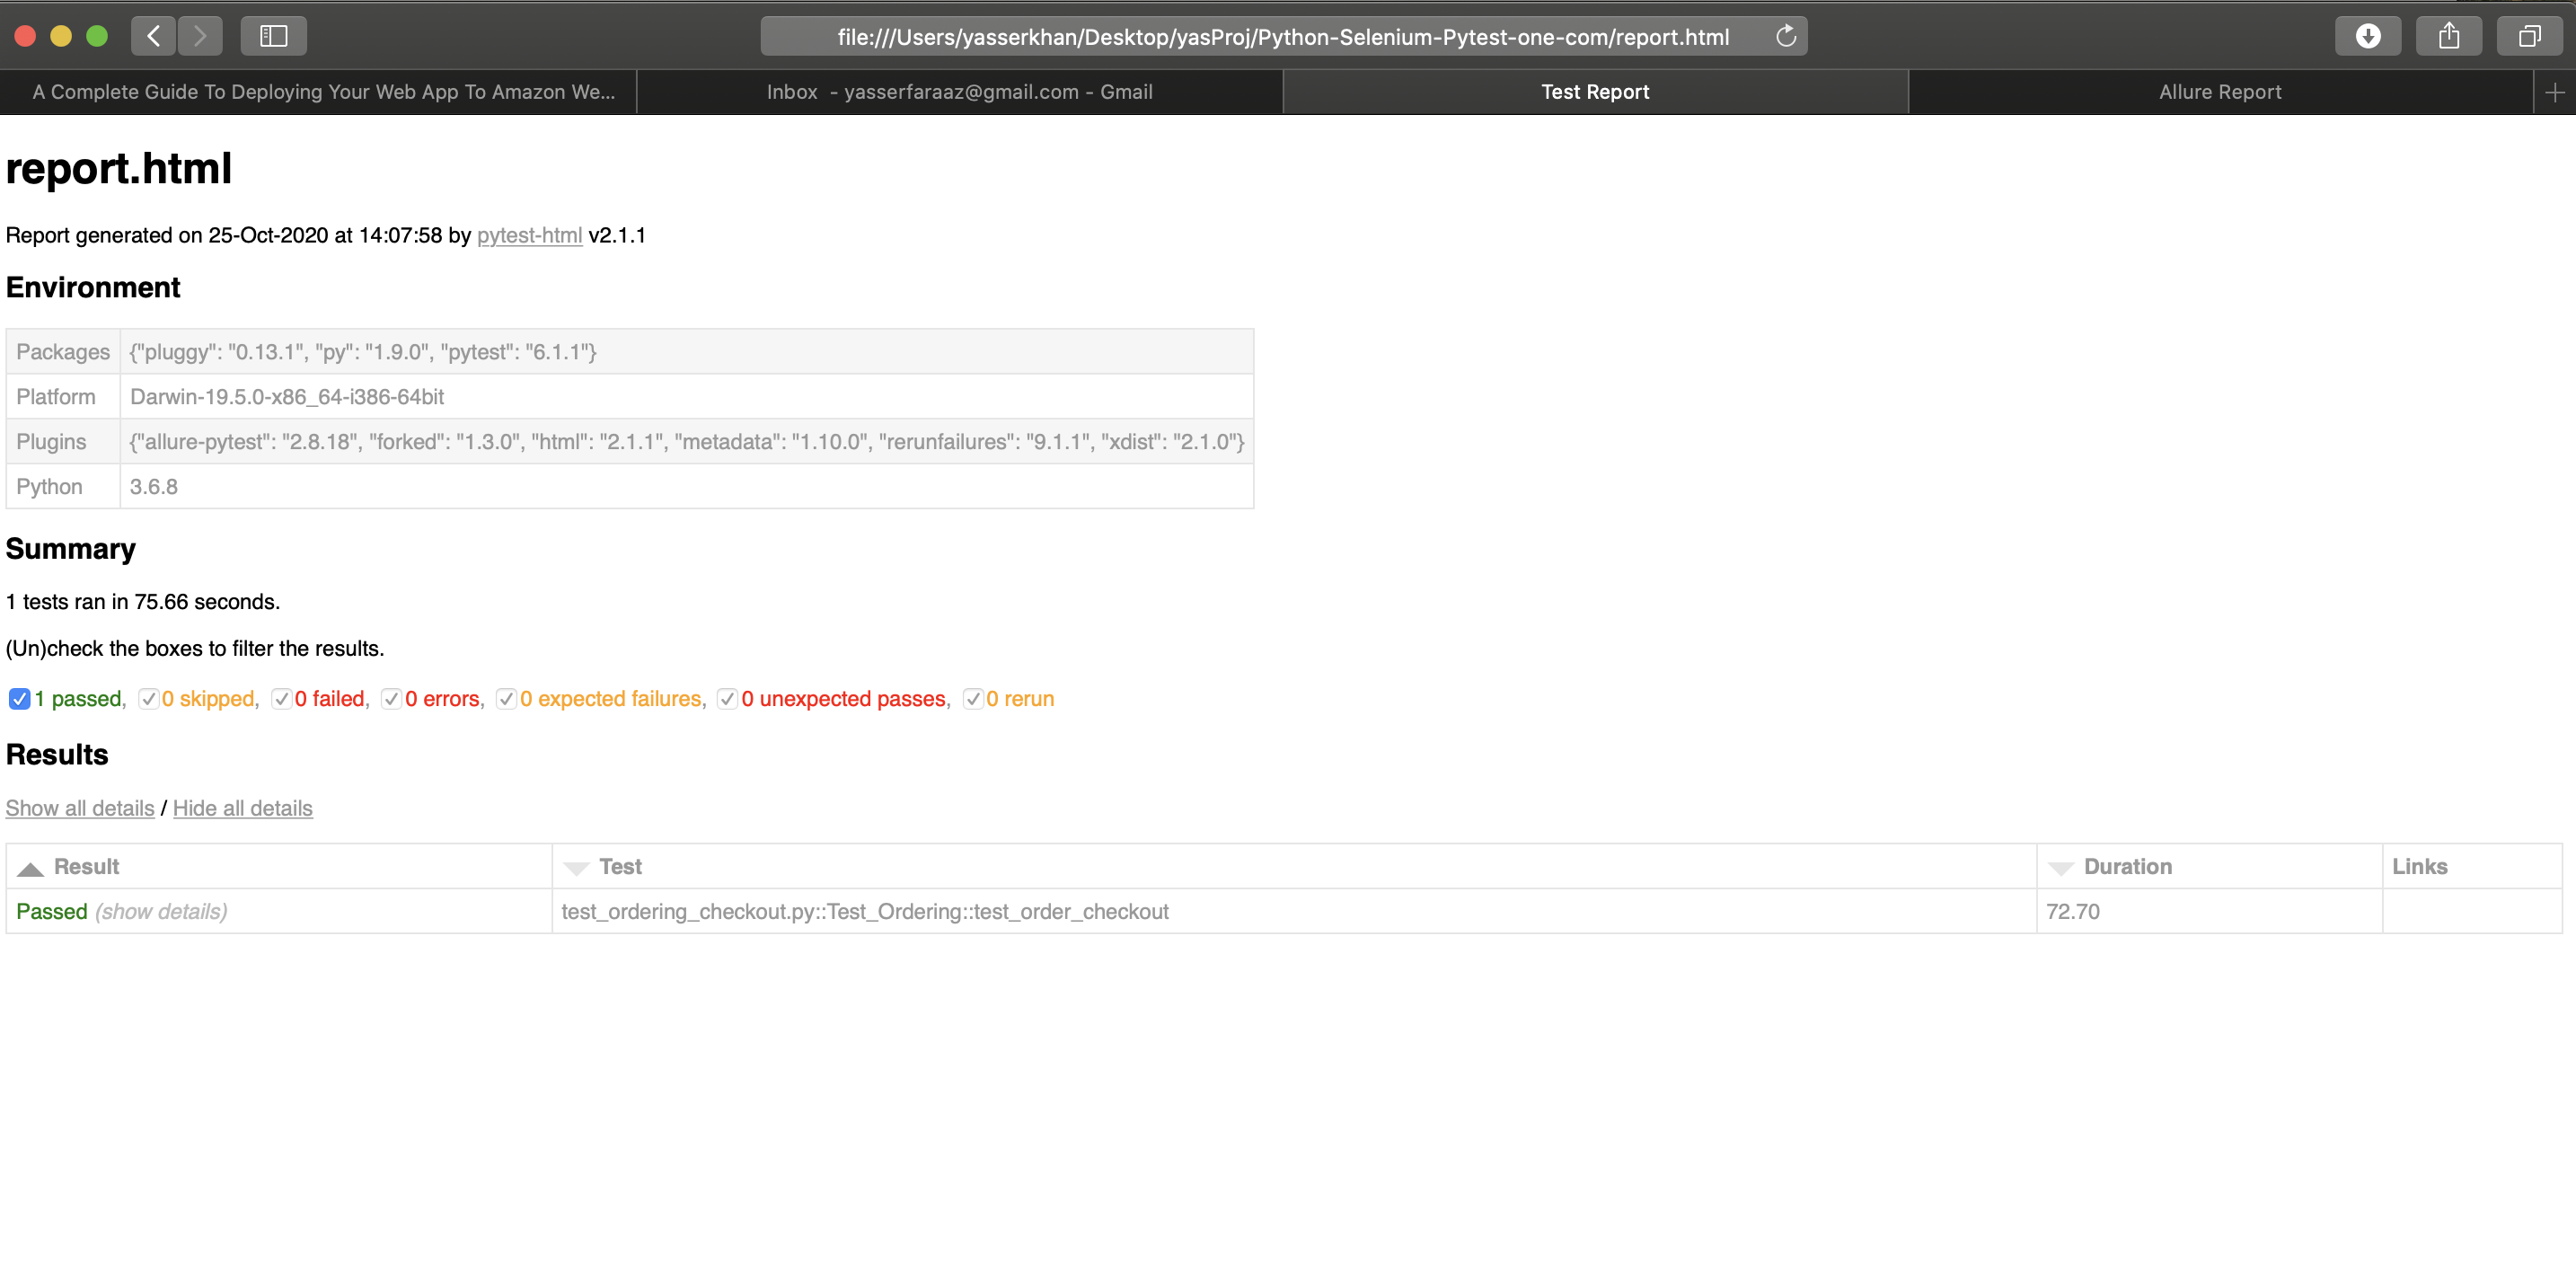 file:///Users/yasserkhan/Desktop/yasProj/Python-Selenium-Pytest-one-com/report.html
A Complete Guide To Deploying Your Web App To Amazon We...
Inbox - yasserfaraaz@gmail.com - Gmail
Test Report
Allure Report
report.html
Report generated on 25-Oct-2020 at 14:07:58 by pytest-html v2.1.1
Environment
Packages {"pluggy": "0.13.1", "py": "1.9.0", "pytest": "6.1.1"}
Platform Darwin-19.5.0-x86_64-i386-64bit
Plugins {"allure-pytest": "2.8.18", "forked": "1.3.0", "html": "2.1.1", "metadata": "1.10.0", "rerunfailures": "9.1.1", "xdist": "2.1.0"}
Python 3.6.8
Summary
1 tests ran in 75.66 seconds.
(Un)check the boxes to filter the results.
1 passed, 0 skipped, 0 failed, 0 errors, 0 expected failures, 0 unexpected passes, 0 rerun
Results
Show all details / Hide all details
Result Test Duration Links
Passed (show details) test_ordering_checkout.py::Test_Ordering::test_order_checkout 72.70